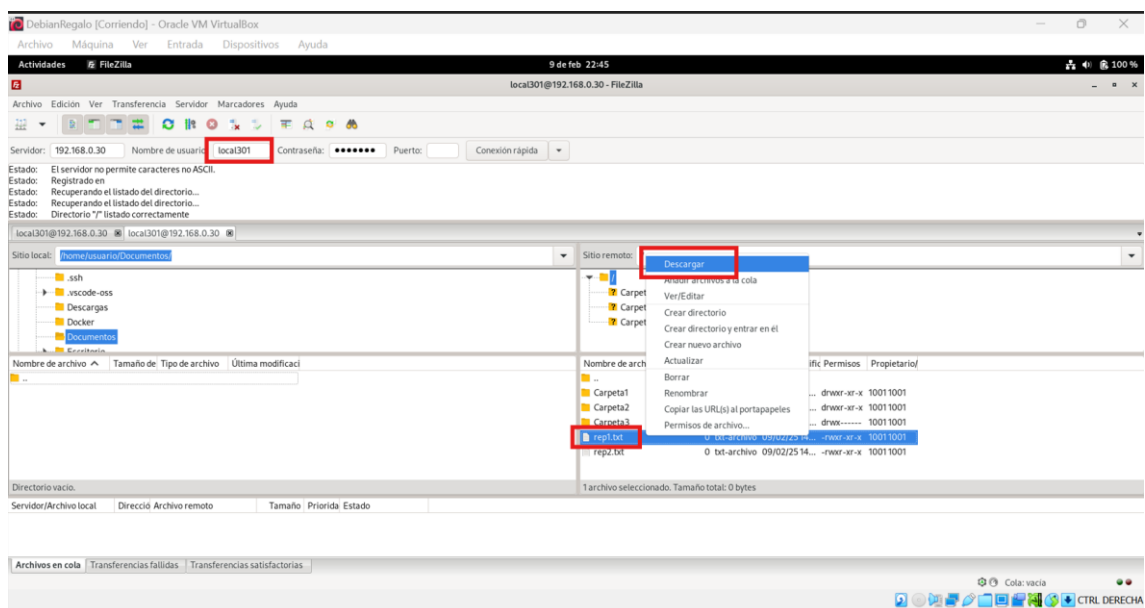 DebianRegalo [Corriendo] - Oracle VM VirtualBox
Archivo Máquina Ver Entrada Dispositivos Ayuda
Actividades FileZilla 9 de feb 22:45 100 %
local301@192.168.0.30 - FileZilla
Archivo Edición Ver Transferencia Servidor Marcadores Ayuda
Servidor: 192.168.0.30 Nombre de usuario local301 Contraseña: ●●●●●●● Puerto: Conexión rápida
Estado: El servidor no permite caracteres no ASCII.
Estado: Registrado en
Estado: Recuperando el listado del directorio...
Estado: Recuperando el listado del directorio...
Estado: Directorio "/" listado correctamente
local301@192.168.0.30 local301@192.168.0.30
Sitio local: /home/usuario/Documentos/
.ssh
.vscode-oss
Descargas
Docker
Documentos
Escritorio
Nombre de archivo Tamaño de Tipo de archivo Última modificaci
..
Directorio vacío.
Sitio remoto:
/
Carpet
Carpet
Carpet
Descargar
Añadir archivos a la cola
Ver/Editar
Crear directorio
Crear directorio y entrar en él
Crear nuevo archivo
Actualizar
Borrar
Renombrar
Copiar las URL(s) al portapapeles
Permisos de archivo...
Nombre de arch ific Permisos Propietario/
..
Carpeta1 ... drwxr-xr-x 1001 1001
Carpeta2 ... drwxr-xr-x 1001 1001
Carpeta3 ... drwx------ 1001 1001
rep1.txt 0 txt-archivo 09/02/25 14... -rwxr-xr-x 1001 1001
rep2.txt 0 txt-archivo 09/02/25 14... -rwxr-xr-x 1001 1001
1 archivo seleccionado. Tamaño total: 0 bytes
Servidor/Archivo local Direcció Archivo remoto Tamaño Priorida Estado
Archivos en cola Transferencias fallidas Transferencias satisfactorias
Cola: vacía
CTRL DERECHA